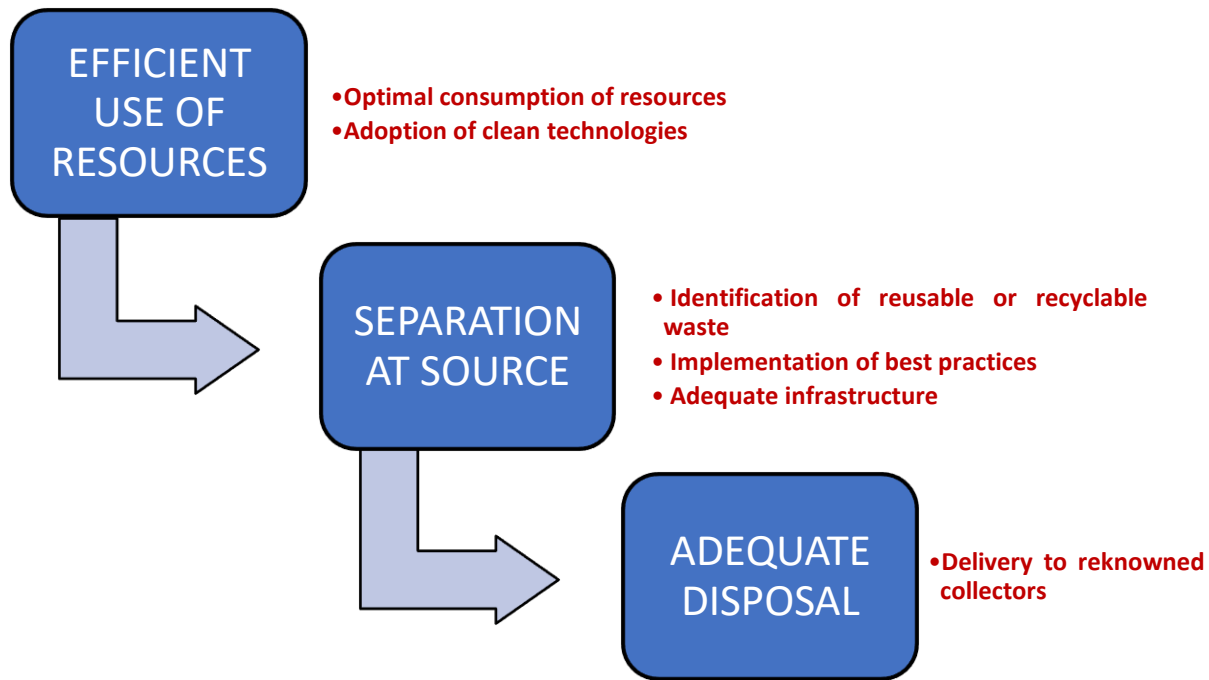 EFFICIENT
USE OF
RESOURCES
•Optimal consumption of resources
•Adoption of clean technologies
SEPARATION
AT SOURCE
• Identification of reusable or recyclable
waste
• Implementation of best practices
• Adequate infrastructure
ADEQUATE
DISPOSAL
•Delivery to reknowned
collectors